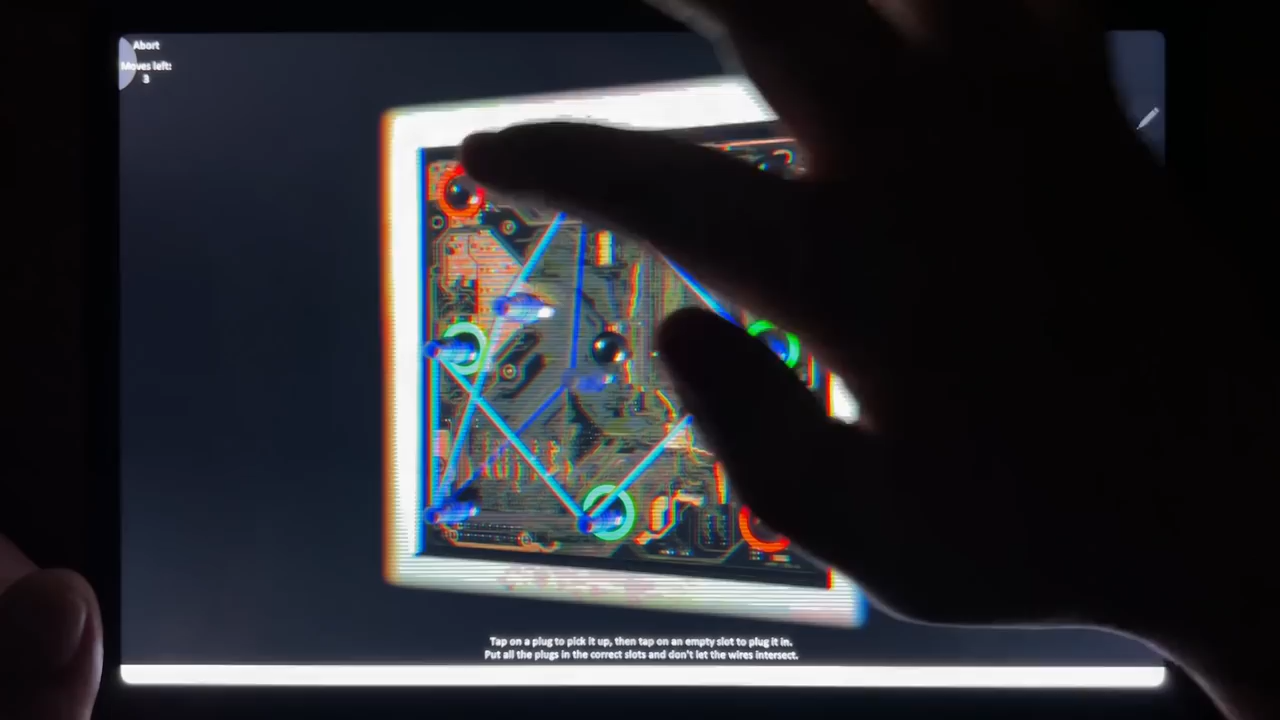 Abort
Moves left:
3
Tap on a plug to pick it up, then tap on an empty slot to plug it in.
Put all the plugs in the correct slots and don't let the wires intersect.